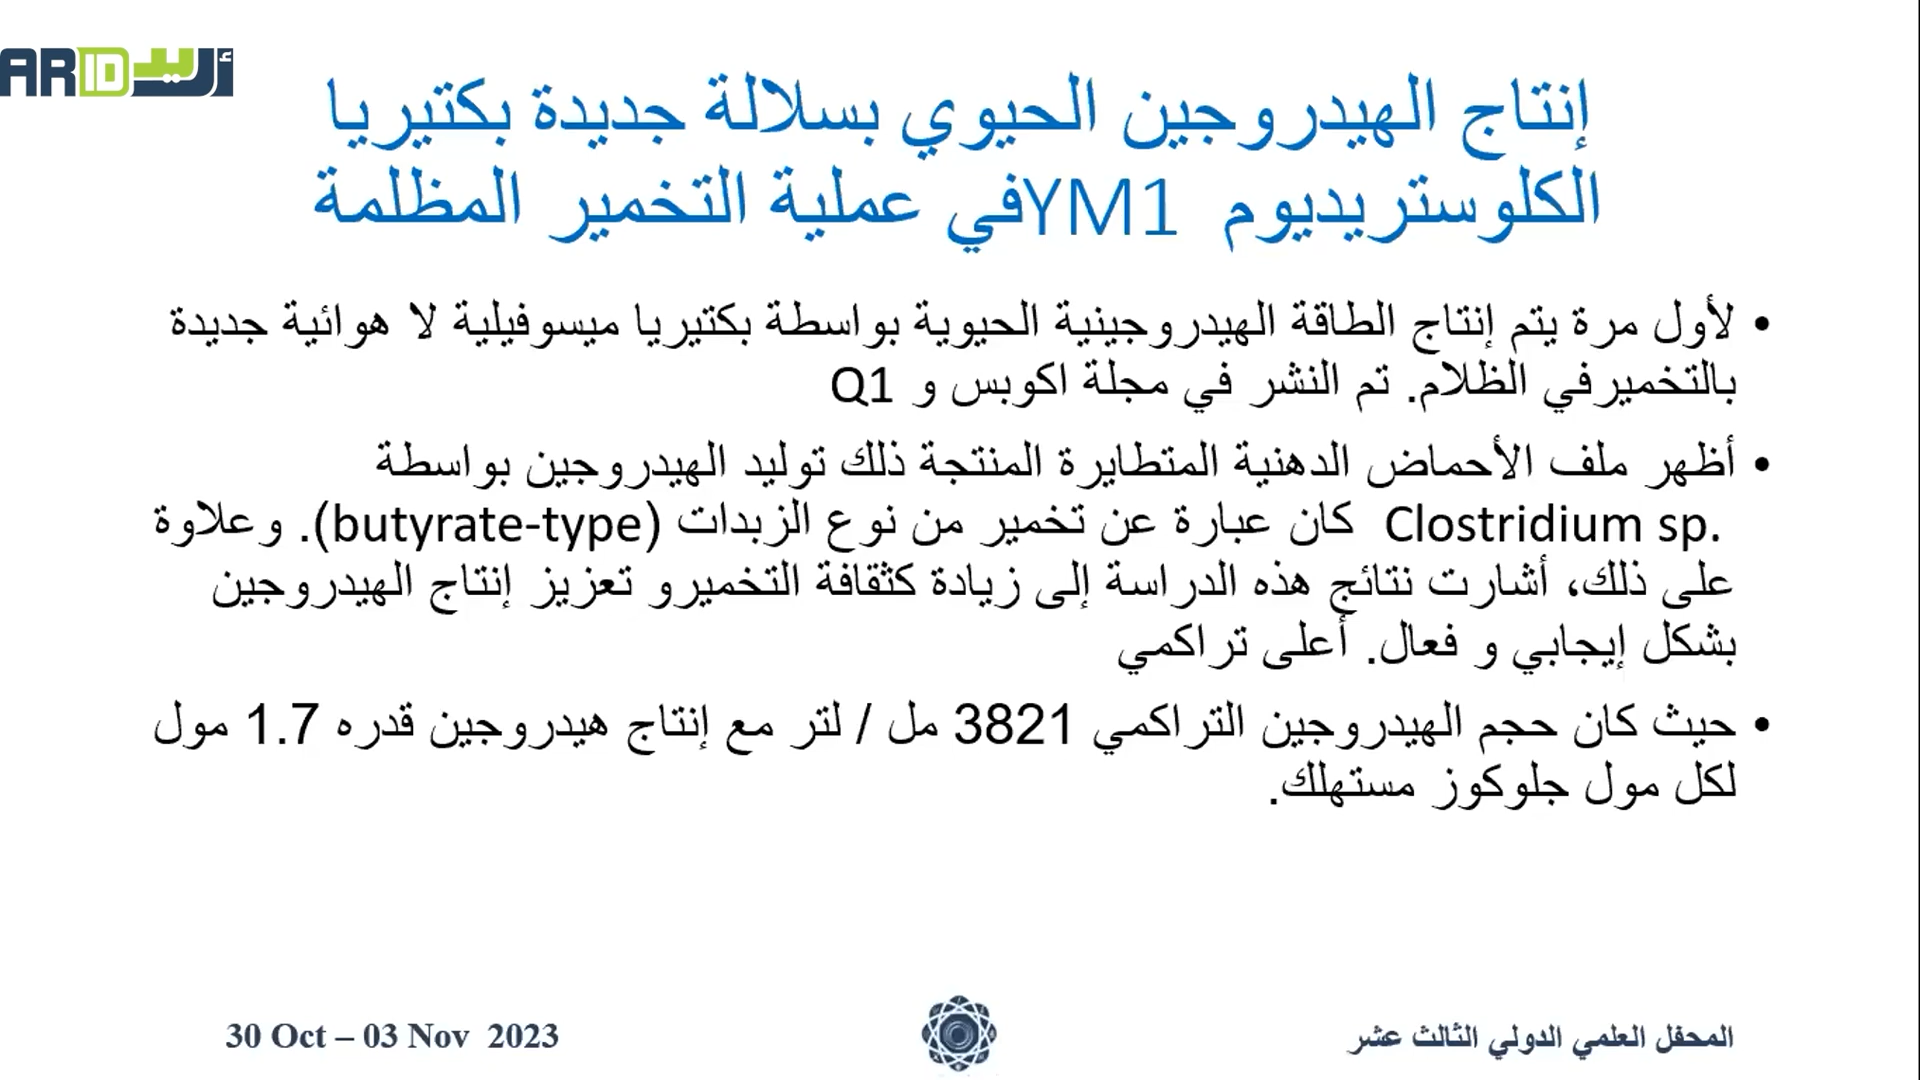 ARID أريد
إنتاج الهيدروجين الحيوي بسلالة جديدة بكتيريا
الكلوستريديوم YM1في عملية التخمير المظلمة
• لأول مرة يتم إنتاج الطاقة الهيدروجينية الحيوية بواسطة بكتيريا ميسوفيلية لا هوائية جديدة
بالتخميرفي الظلام. تم النشر في مجلة اكوبس و Q1
• أظهر ملف الأحماض الدهنية المتطايرة المنتجة ذلك توليد الهيدروجين بواسطة
Clostridium sp. كان عبارة عن تخمير من نوع الزبدات (butyrate-type). وعلاوة
على ذلك، أشارت نتائج هذه الدراسة إلى زيادة كثقافة التخميرو تعزيز إنتاج الهيدروجين
بشكل إيجابي و فعال. أعلى تراكمي
• حيث كان حجم الهيدروجين التراكمي 3821 مل / لتر مع إنتاج هيدروجين قدره 1.7 مول
لكل مول جلوكوز مستهلك.
المحفل العلمي الدولي الثالث عشر
30 Oct – 03 Nov 2023